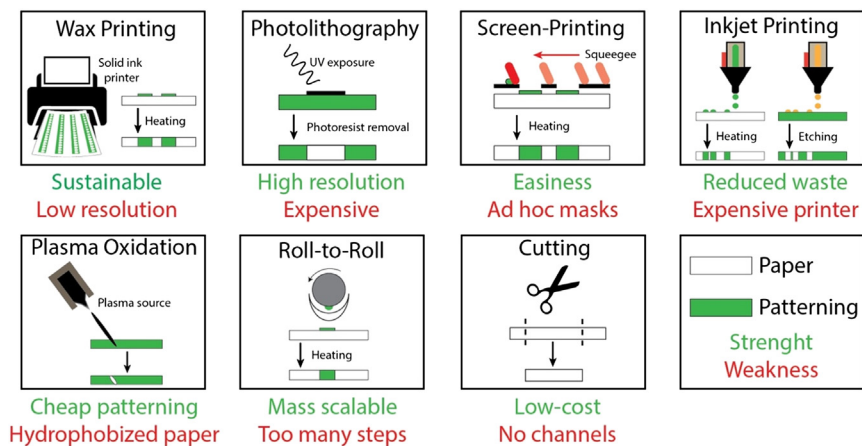 Wax Printing
Solid ink
printer
Heating
Sustainable
Low resolution
Photolithography
UV exposure
Photoresist removal
High resolution
Expensive
Screen-Printing
Squeegee
Heating
Easiness
Ad hoc masks
Inkjet Printing
Heating
Etching
Reduced waste
Expensive printer
Plasma Oxidation
Plasma source
Cheap patterning
Hydrophobized paper
Roll-to-Roll
Heating
Mass scalable
Too many steps
Cutting
Low-cost
No channels
Paper
Patterning
Strenght
Weakness